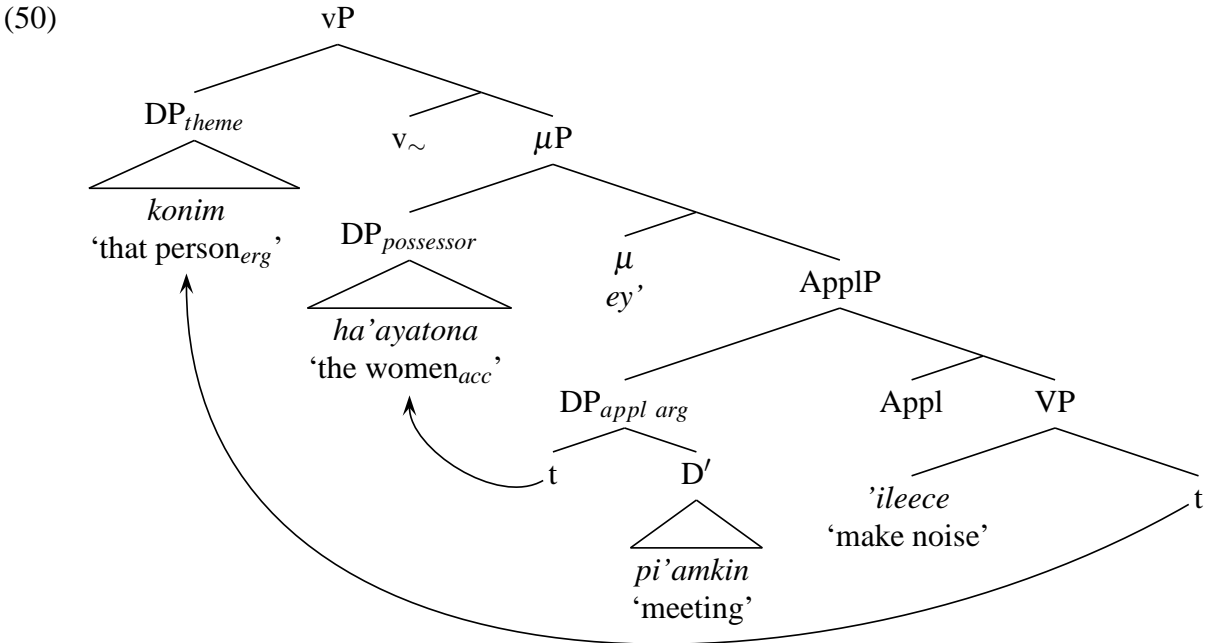 (50) vP
DP_theme
v~ μP
konim
‘that person_erg’
DP_possessor μ
ey’ ApplP
ha’ayatona
‘the women_acc’
DP_appl arg Appl VP
t D′ ’ileece t
‘make noise’
pi’amkin
‘meeting’